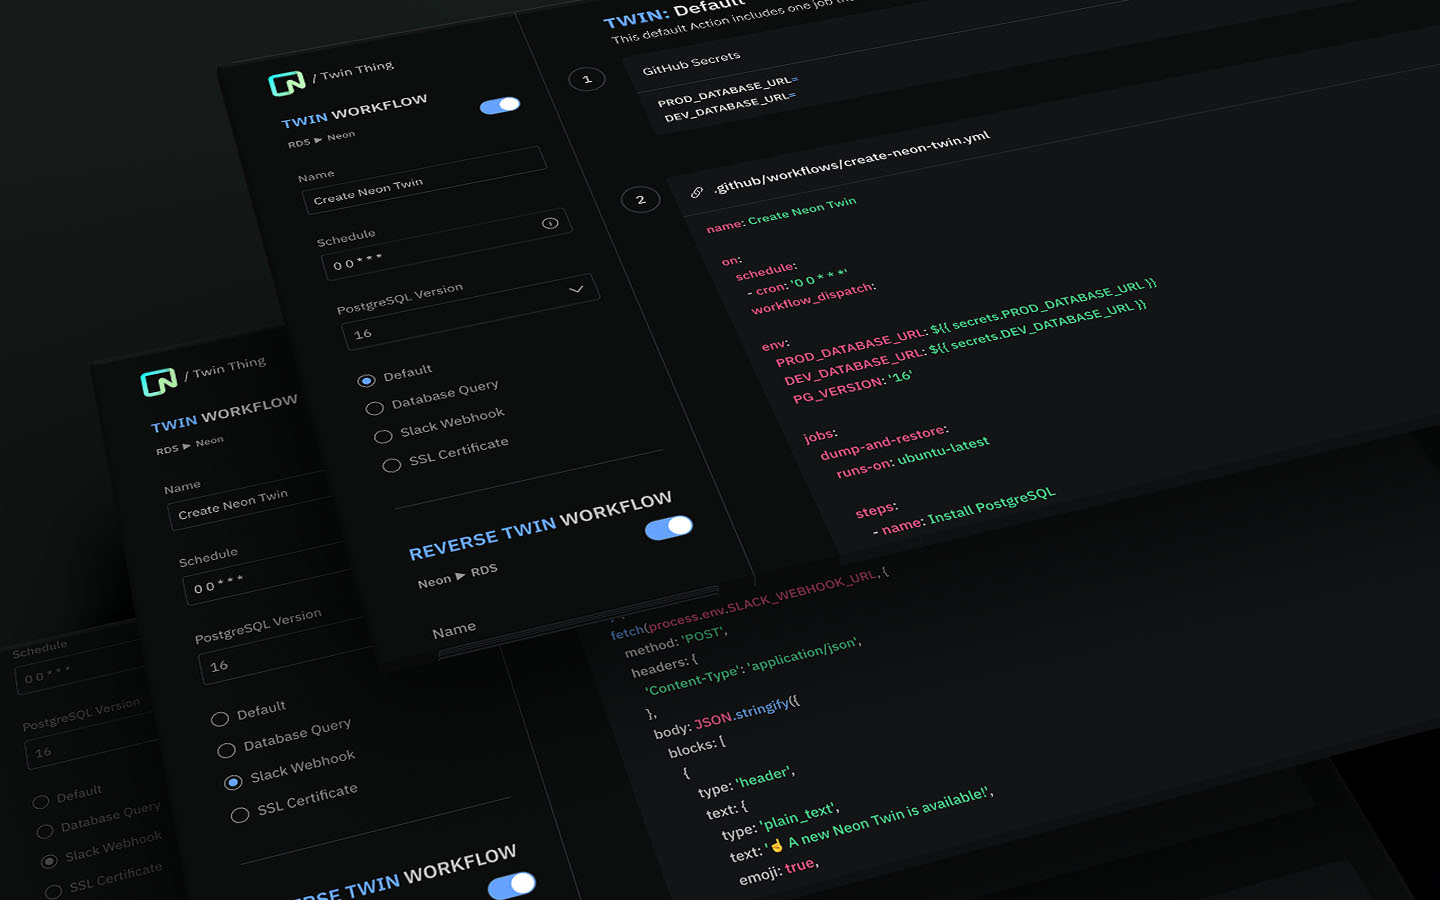 / Twin Thing
TWIN WORKFLOW
RDS ► Neon
Name
Create Neon Twin
Schedule
0 0 * * *
PostgreSQL Version
16
Default
Database Query
Slack Webhook
SSL Certificate
REVERSE TWIN WORKFLOW
Neon ► RDS
Name
TWIN: Default
This default Action includes one job
1
GitHub Secrets
PROD_DATABASE_URL=
DEV_DATABASE_URL=
2
.github/workflows/create-neon-twin.yml
name: Create Neon Twin
on:
schedule:
- cron: '0 0 * * *'
workflow_dispatch:
env:
PROD_DATABASE_URL: ${{ secrets.PROD_DATABASE_URL }}
DEV_DATABASE_URL: ${{ secrets.DEV_DATABASE_URL }}
PG_VERSION: '16'
jobs:
dump-and-restore:
runs-on: ubuntu-latest
steps:
- name: Install PostgreSQL
/ Twin Thing
TWIN WORKFLOW
RDS ► Neon
Name
Create Neon Twin
Schedule
0 0 * * *
PostgreSQL Version
16
Default
Database Query
Slack Webhook
SSL Certificate
TWIN WORKFLOW
fetch(process.env.SLACK_WEBHOOK_URL, {
method: 'POST',
headers: {
'Content-Type': 'application/json',
},
body: JSON.stringify({
blocks: [
{
type: 'header',
text: {
type: 'plain_text',
text: '☝️ A new Neon Twin is available!',
emoji: true,
Schedule
0 0 * * *
PostgreSQL Version
16
Default
Database Query
Slack Webhook
SSL Certificate